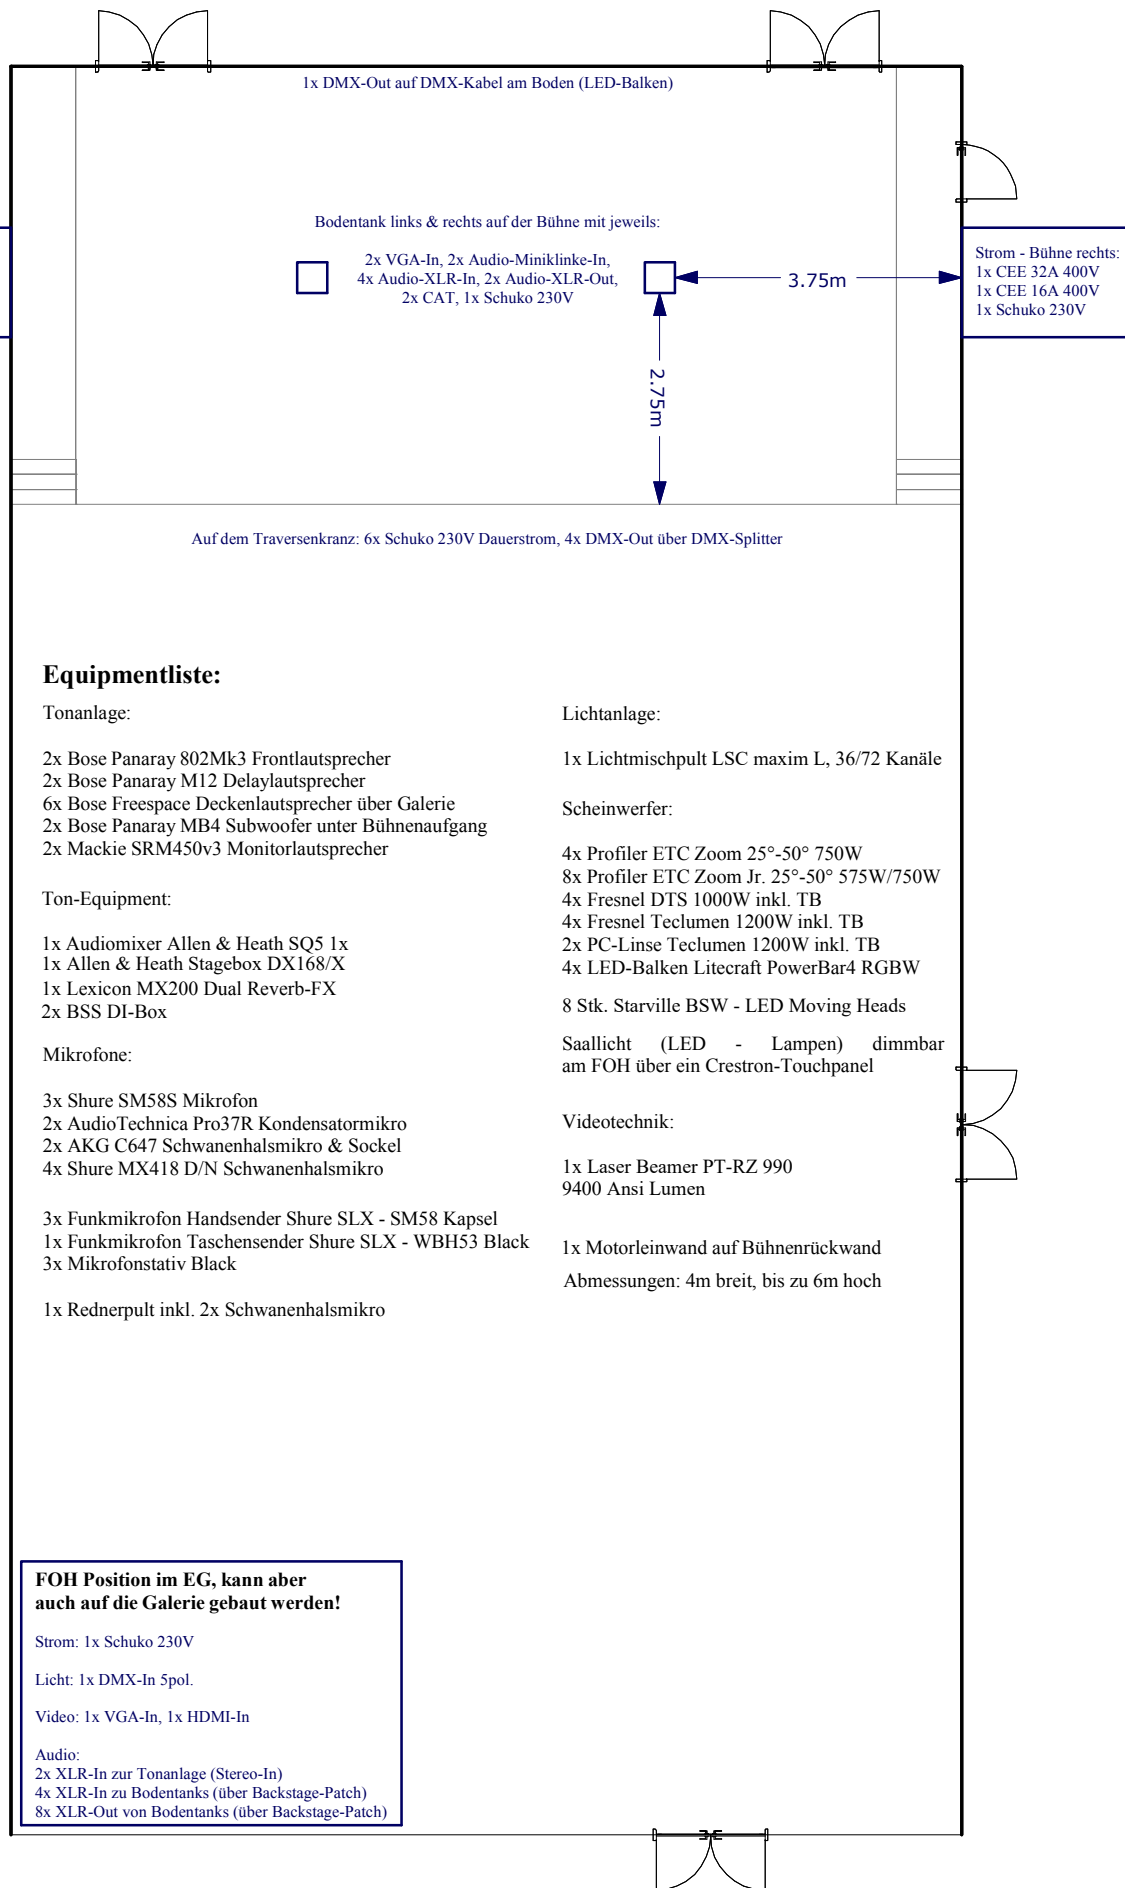 1x DMX-Out auf DMX-Kabel am Boden (LED-Balken)
Bodentank links & rechts auf der Bühne mit jeweils:
2x VGA-In, 2x Audio-Miniklinke-In,
4x Audio-XLR-In, 2x Audio-XLR-Out,
2x CAT, 1x Schuko 230V
3.75m
2.75m
Strom - Bühne rechts:
1x CEE 32A 400V
1x CEE 16A 400V
1x Schuko 230V
Auf dem Traversenkranz: 6x Schuko 230V Dauerstrom, 4x DMX-Out über DMX-Splitter
Equipmentliste:
Tonanlage:
2x Bose Panaray 802Mk3 Frontlautsprecher
2x Bose Panaray M12 Delaylautsprecher
6x Bose Freespace Deckenlautsprecher über Galerie
2x Bose Panaray MB4 Subwoofer unter Bühnenaufgang
2x Mackie SRM450v3 Monitorlautsprecher
Ton-Equipment:
1x Audiomixer Allen & Heath SQ5 1x
1x Allen & Heath Stagebox DX168/X
1x Lexicon MX200 Dual Reverb-FX
2x BSS DI-Box
Mikrofone:
3x Shure SM58S Mikrofon
2x AudioTechnica Pro37R Kondensatormikro
2x AKG C647 Schwanenhalsmikro & Sockel
4x Shure MX418 D/N Schwanenhalsmikro
3x Funkmikrofon Handsender Shure SLX - SM58 Kapsel
1x Funkmikrofon Taschensender Shure SLX - WBH53 Black
3x Mikrofonstativ Black
1x Rednerpult inkl. 2x Schwanenhalsmikro
Lichtanlage:
1x Lichtmischpult LSC maxim L, 36/72 Kanäle
Scheinwerfer:
4x Profiler ETC Zoom 25°-50° 750W
8x Profiler ETC Zoom Jr. 25°-50° 575W/750W
4x Fresnel DTS 1000W inkl. TB
4x Fresnel Teclumen 1200W inkl. TB
2x PC-Linse Teclumen 1200W inkl. TB
4x LED-Balken Litecraft PowerBar4 RGBW
8 Stk. Starville BSW - LED Moving Heads
Saallicht (LED - Lampen) dimmbar
am FOH über ein Crestron-Touchpanel
Videotechnik:
1x Laser Beamer PT-RZ 990
9400 Ansi Lumen
1x Motorleinwand auf Bühnenrückwand
Abmessungen: 4m breit, bis zu 6m hoch
FOH Position im EG, kann aber
auch auf die Galerie gebaut werden!
Strom: 1x Schuko 230V
Licht: 1x DMX-In 5pol.
Video: 1x VGA-In, 1x HDMI-In
Audio:
2x XLR-In zur Tonanlage (Stereo-In)
4x XLR-In zu Bodentanks (über Backstage-Patch)
8x XLR-Out von Bodentanks (über Backstage-Patch)